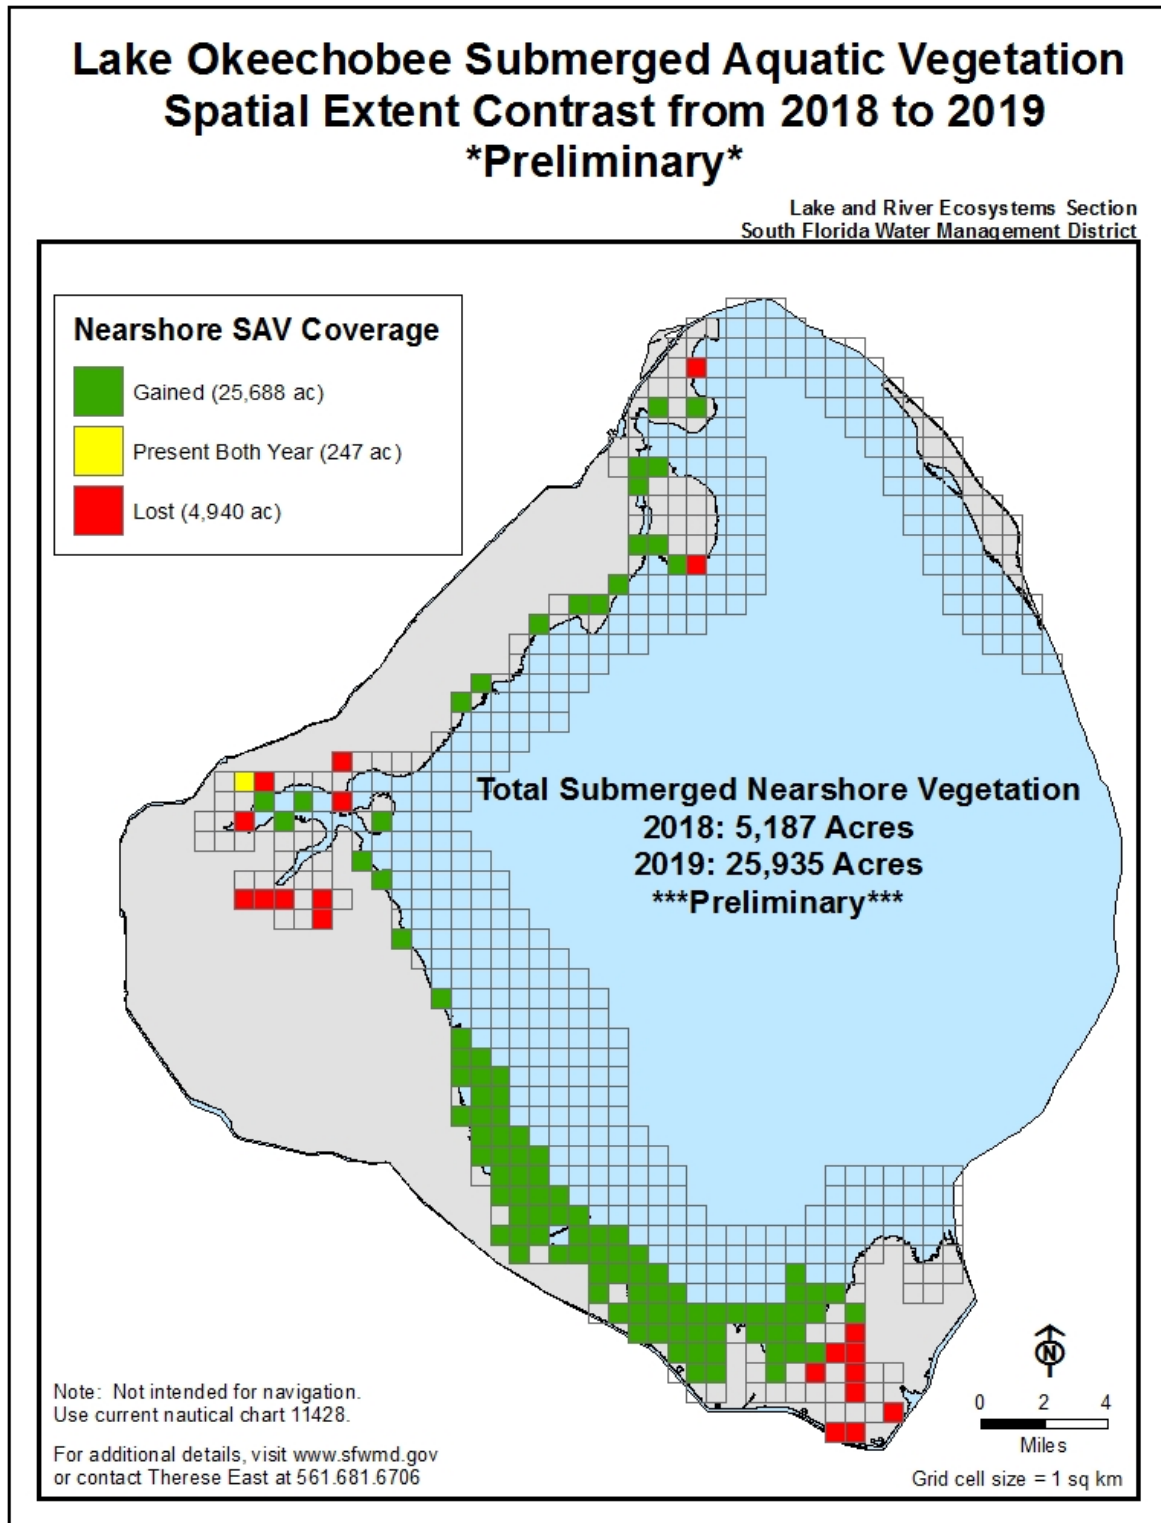 Lake Okeechobee Submerged Aquatic Vegetation
Spatial Extent Contrast from 2018 to 2019
*Preliminary*
Lake and River Ecosystems Section
South Florida Water Management District
Nearshore SAV Coverage
Gained (25,688 ac)
Present Both Year (247 ac)
Lost (4,940 ac)
Total Submerged Nearshore Vegetation
2018: 5,187 Acres
2019: 25,935 Acres
***Preliminary***
N
0 2 4
Miles
Grid cell size = 1 sq km
Note: Not intended for navigation.
Use current nautical chart 11428.
For additional details, visit www.sfwmd.gov
or contact Therese East at 561.681.6706